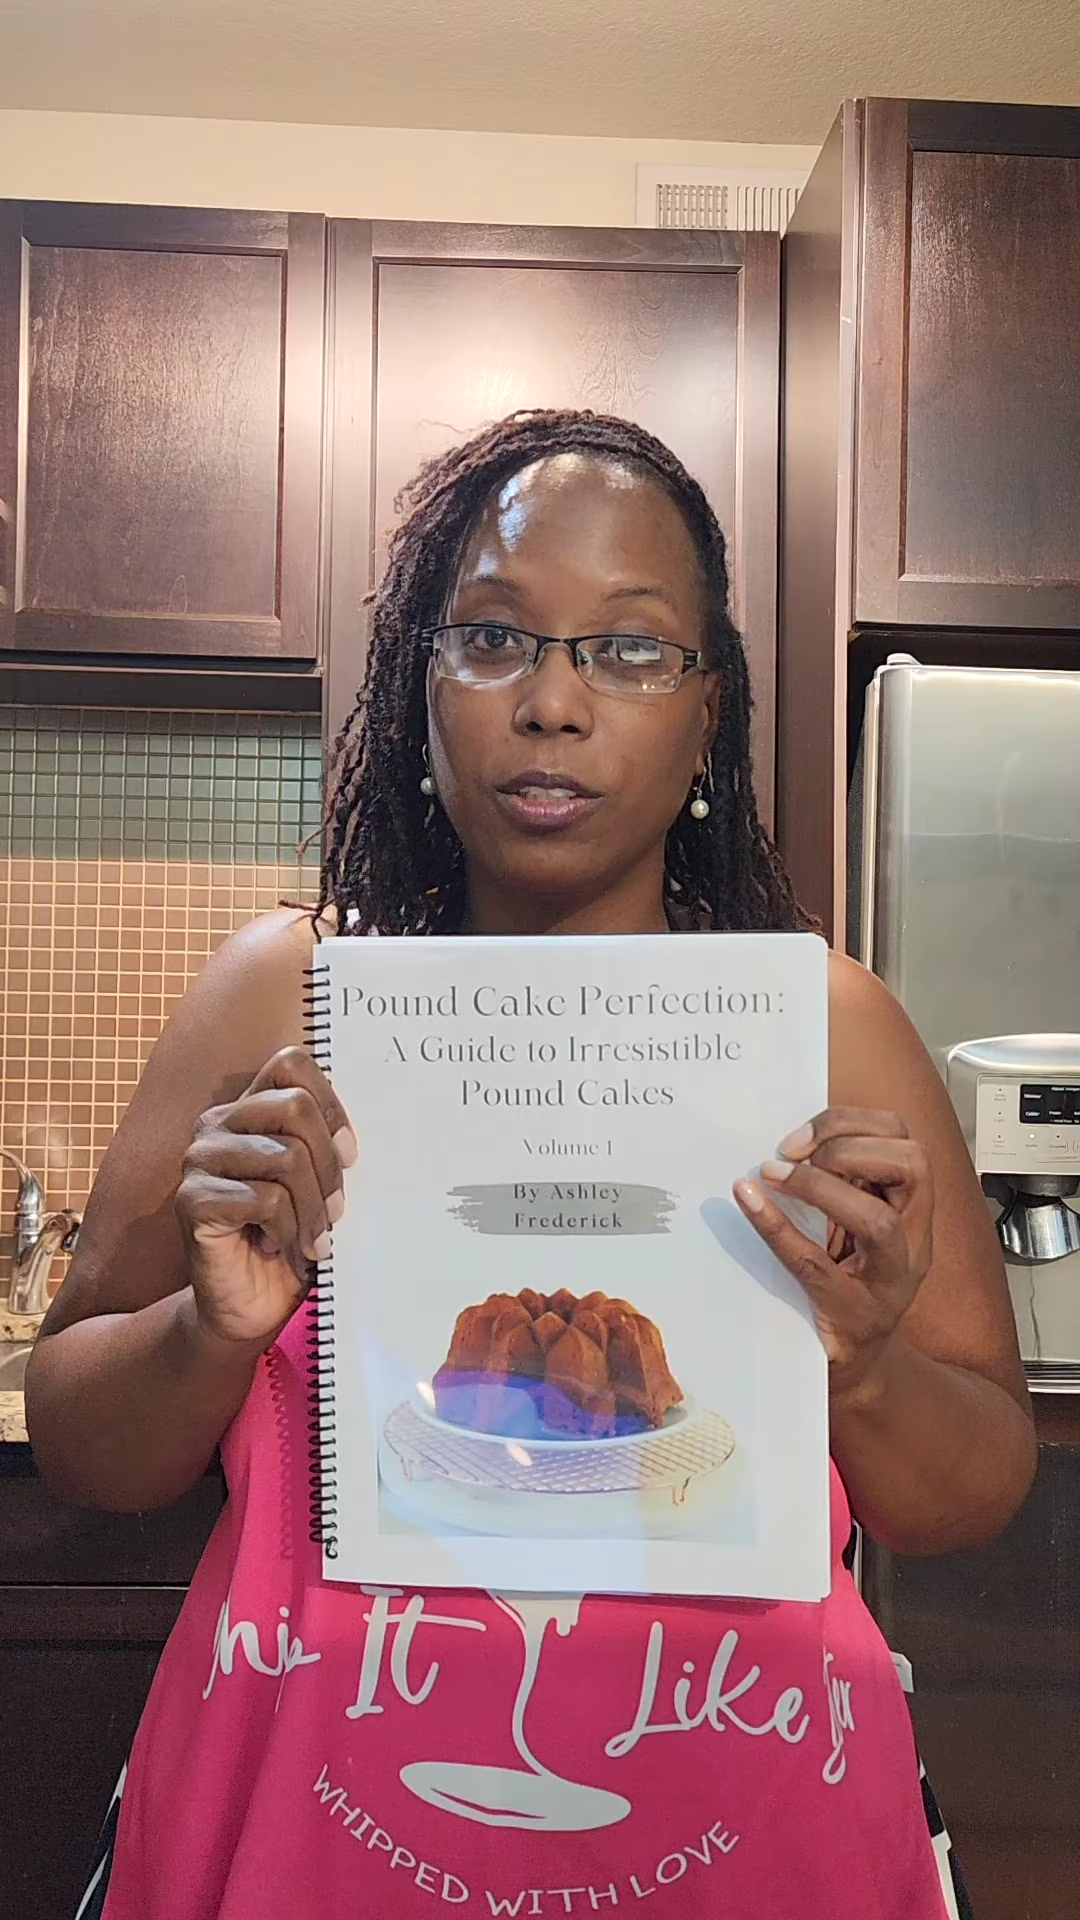 Pound Cake Perfection:
A Guide to Irresistible
Pound Cakes
Volume 1
By Ashley
Frederick
It Like
WHIPPED WITH LOVE